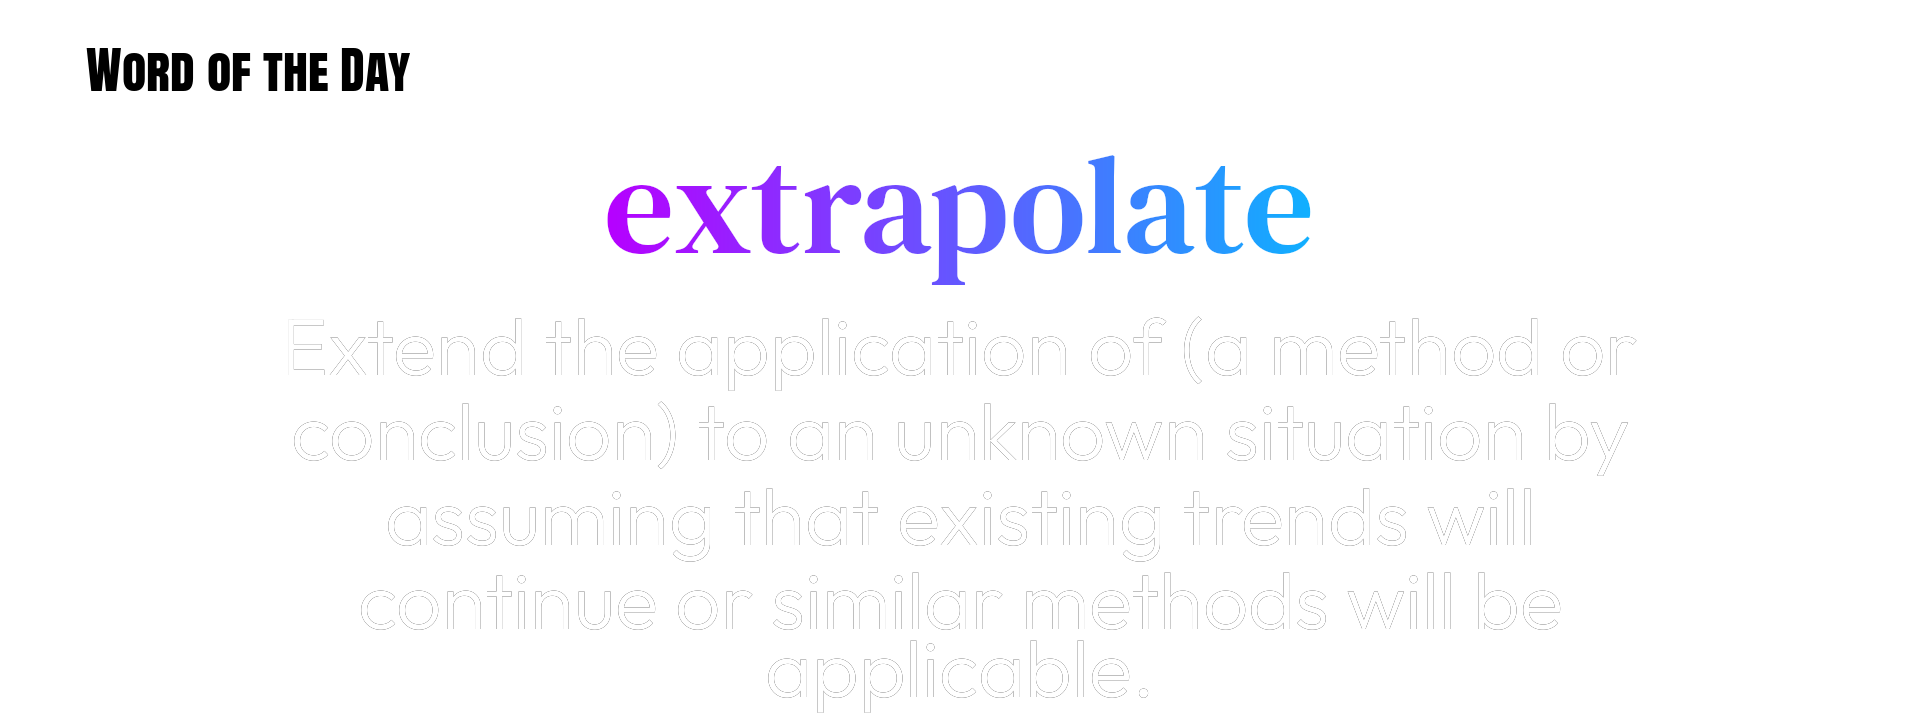 Word of the Day
extrapolate
Extend the application of (a method or
conclusion) to an unknown situation by
assuming that existing trends will
continue or similar methods will be
applicable.